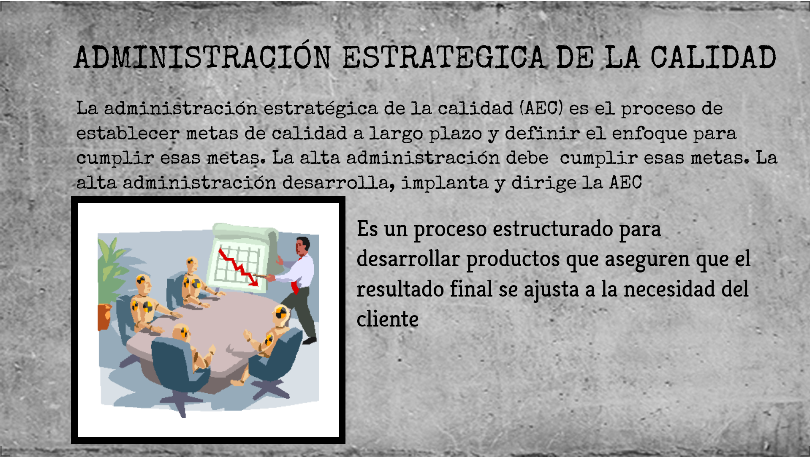 ADMINISTRACIÓN ESTRATEGICA DE LA CALIDAD
La administración estratégica de la calidad (AEC) es el proceso de
establecer metas de calidad a largo plazo y definir el enfoque para
cumplir esas metas. La alta administración debe  cumplir esas metas. La
alta administración desarrolla, implanta y dirige la AEC
Es un proceso estructurado para
desarrollar productos que aseguren que el
resultado final se ajusta a la necesidad del
cliente